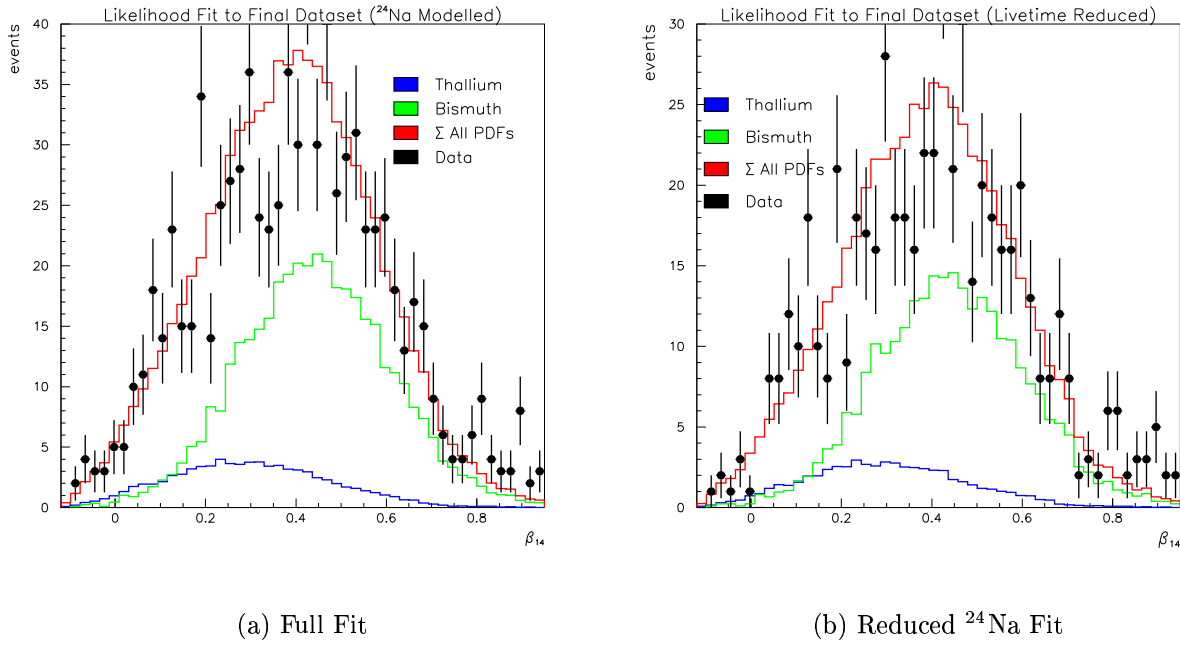 Likelihood Fit to Final Dataset (²⁴Na Modelled)
events
40
35
30
25
20
15
10
5
0
Thallium
Bismuth
Σ All PDFs
Data
0 0.2 0.4 0.6 0.8
β₁₄
(a) Full Fit
Likelihood Fit to Final Dataset (Livetime Reduced)
events
30
25
20
15
10
5
0
Thallium
Bismuth
Σ All PDFs
Data
0 0.2 0.4 0.6 0.8
β₁₄
(b) Reduced ²⁴Na Fit